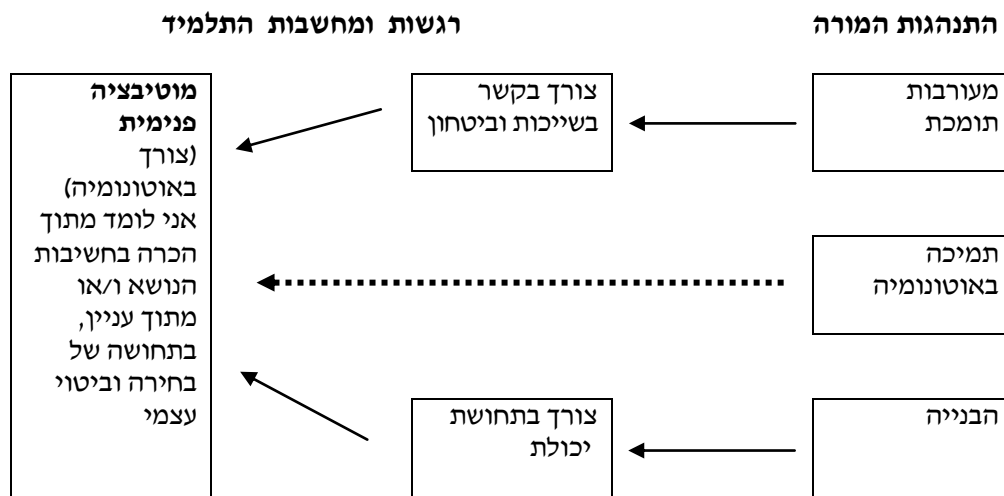 התנהגות המורה
רגשות ומחשבות התלמיד
מעורבות
תומכת
צורך בקשר
בשייכות וביטחון
מוטיבציה
פנימית
(צורך
באוטונומיה)
אני לומד מתוך
הכרה בחשיבות
הנושא ו/או
מתוך עניין,
בתחושה של
בחירה וביטוי
עצמי
תמיכה
באוטונומיה
הבנייה
צורך בתחושת
יכולת